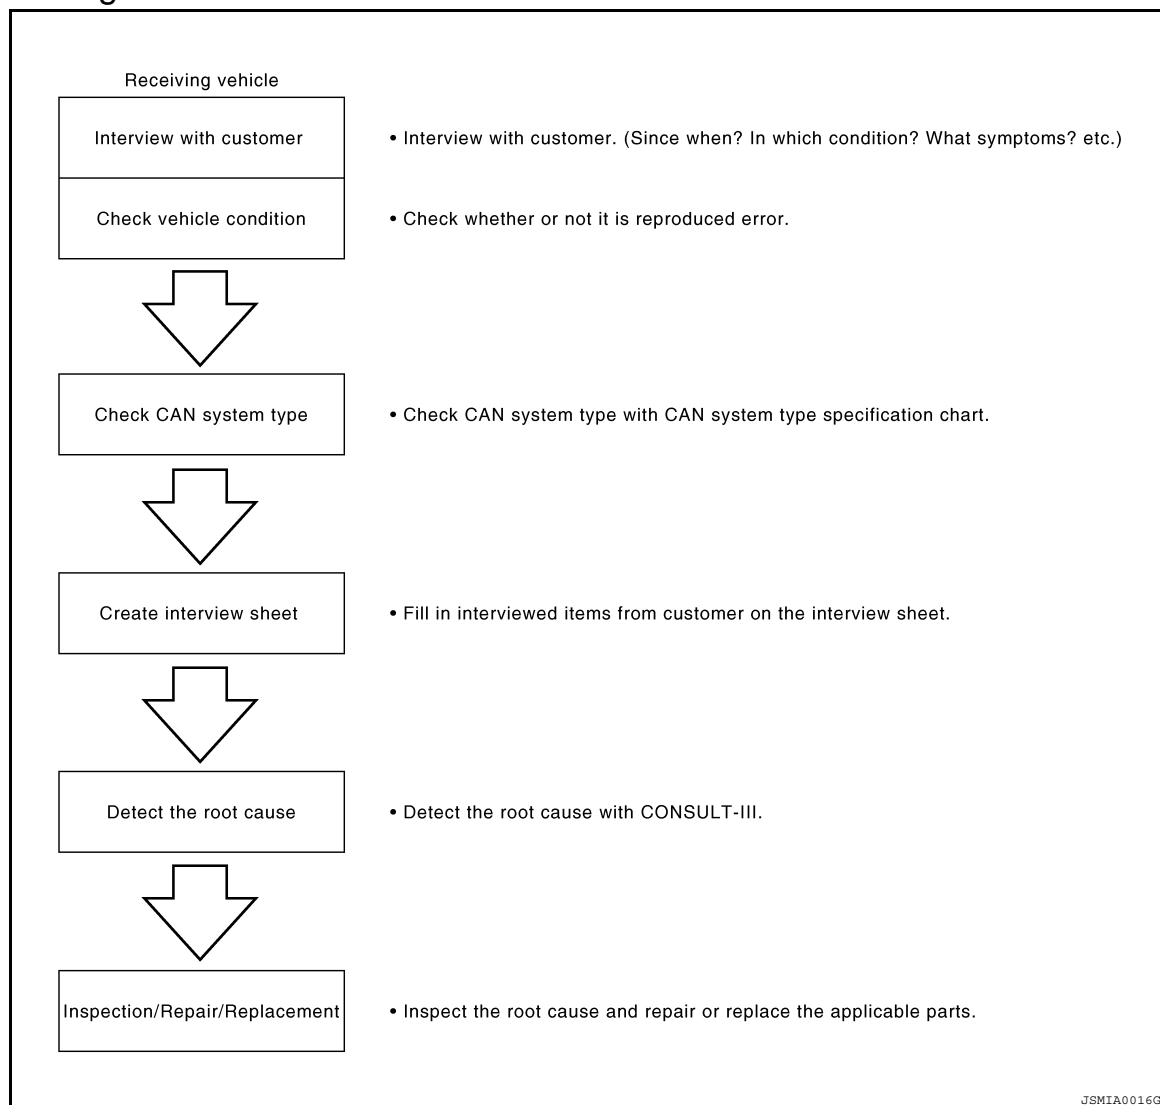 Receiving vehicle
Interview with customer
• Interview with customer. (Since when? In which condition? What symptoms? etc.)
Check vehicle condition
• Check whether or not it is reproduced error.
Check CAN system type
• Check CAN system type with CAN system type specification chart.
Create interview sheet
• Fill in interviewed items from customer on the interview sheet.
Detect the root cause
• Detect the root cause with CONSULT-III.
Inspection/Repair/Replacement
• Inspect the root cause and repair or replace the applicable parts.
JSMIA0016G